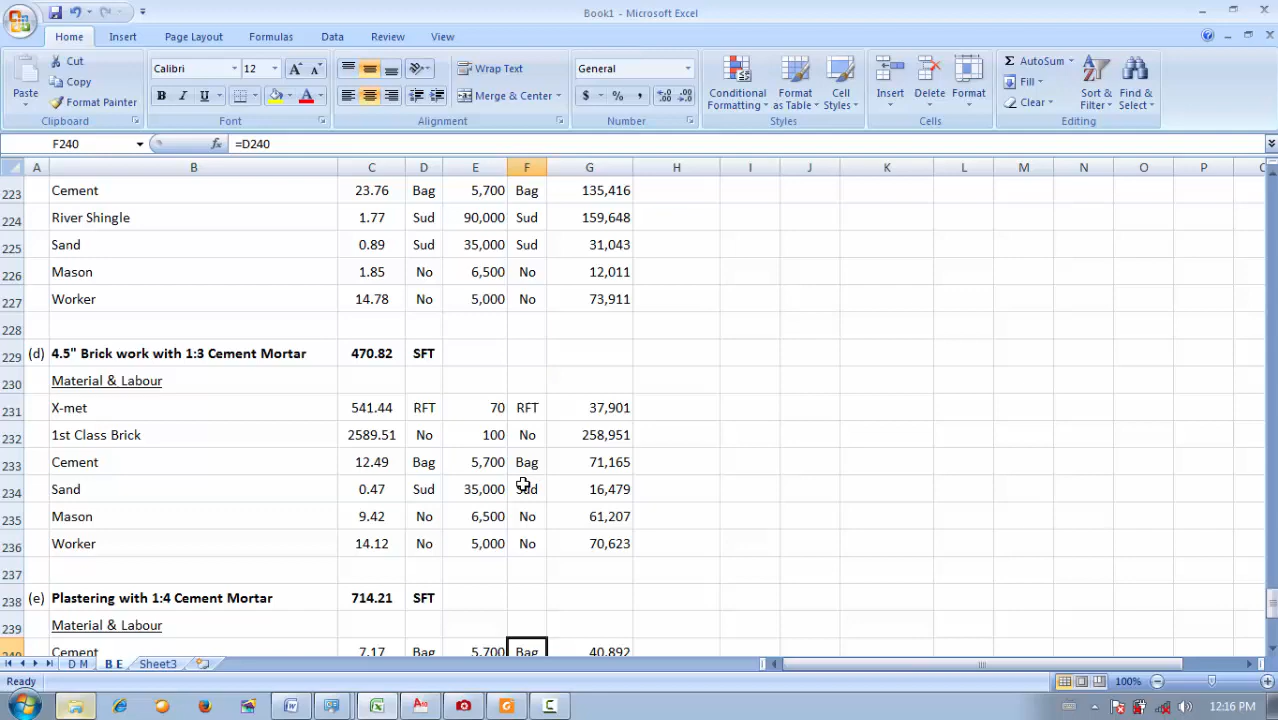 Book1 - Microsoft Excel
Home Insert Page Layout Formulas Data Review View
Paste Cut Copy Format Painter Clipboard
Calibri 12 A A B I U A Font
Wrap Text Merge & Center Alignment
General $ % , Number
Conditional Formatting Format as Table Cell Styles Styles
Insert Delete Format Cells
Σ AutoSum Fill Clear Sort & Filter Find & Select Editing
F240 fx =D240
A B C D E F G H I J K L M N O P
223 Cement 23.76 Bag 5,700 Bag 135,416
224 River Shingle 1.77 Sud 90,000 Sud 159,648
225 Sand 0.89 Sud 35,000 Sud 31,043
226 Mason 1.85 No 6,500 No 12,011
227 Worker 14.78 No 5,000 No 73,911
228
229 (d) 4.5" Brick work with 1:3 Cement Mortar 470.82 SFT
230 Material & Labour
231 X-met 541.44 RFT 70 RFT 37,901
232 1st Class Brick 2589.51 No 100 No 258,951
233 Cement 12.49 Bag 5,700 Bag 71,165
234 Sand 0.47 Sud 35,000 Sud 16,479
235 Mason 9.42 No 6,500 No 61,207
236 Worker 14.12 No 5,000 No 70,623
237
238 (e) Plastering with 1:4 Cement Mortar 714.21 SFT
239 Material & Labour
240 Cement 7.17 Bag 5,700 Bag 40,892
D M B E Sheet3
Ready 100%
12:16 PM